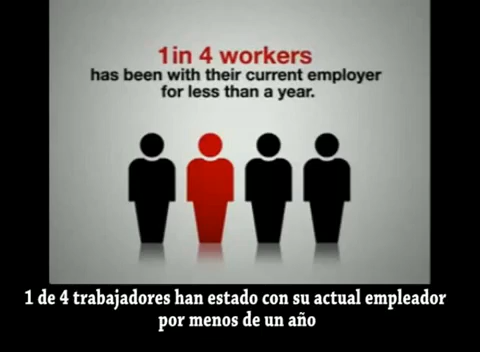 1in 4 workers
has been with their current employer
for less than a year.
1 de 4 trabajadores han estado con su actual empleador
por menos de un año